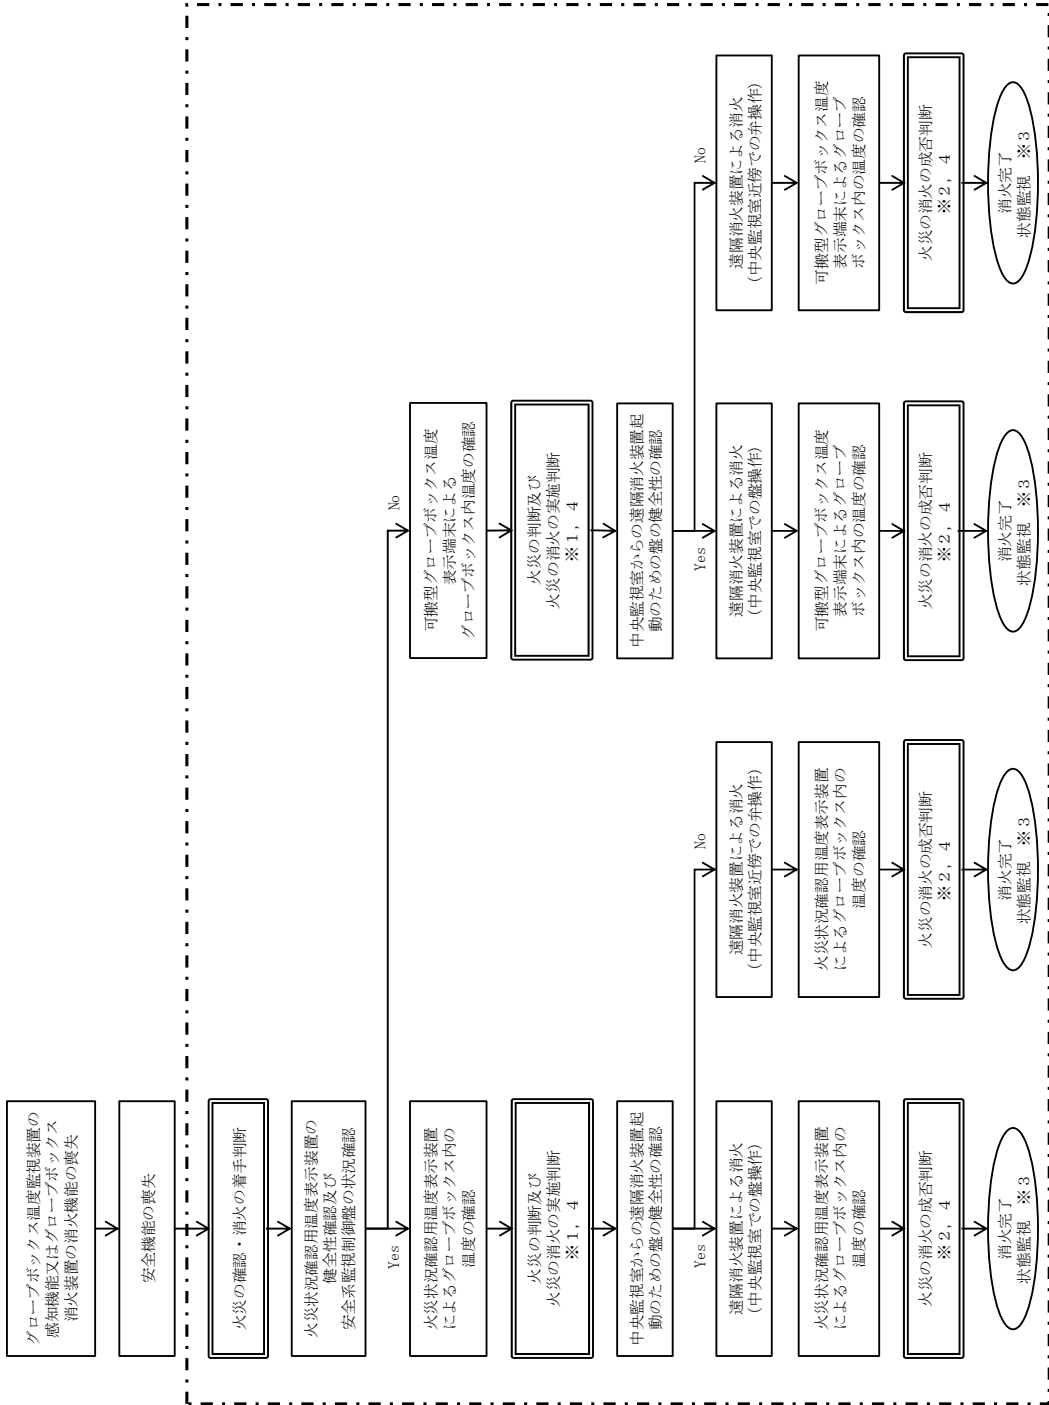 グローブボックス温度監視装置の
感知機能又はグローブボックス
消火装置の消火機能の喪失
安全機能の喪失
火災の確認・消火の着手判断
火災状況確認用温度表示装置の
健全性確認及び
安全系監視制御盤の状況確認
Yes
No
火災状況確認用温度表示装置
によるグローブボックス内の
温度の確認
火災の判断及び
火災の消火の実施判断
※1, 4
中央監視室からの遠隔消火装置起
動のための盤の健全性の確認
Yes
No
遠隔消火装置による消火
(中央監視室での盤操作)
火災状況確認用温度表示装置
によるグローブボックス内の
温度の確認
火災の消火の成否判断
※2, 4
消火完了
状態監視 ※3
遠隔消火装置による消火
(中央監視室近傍での弁操作)
火災状況確認用温度表示装置
によるグローブボックス内の
温度の確認
火災の消火の成否判断
※2, 4
消火完了
状態監視 ※3
可搬型グローブボックス温度
表示端末による
グローブボックス内温度の確認
火災の判断及び
火災の消火の実施判断
※1, 4
中央監視室からの遠隔消火装置起
動のための盤の健全性の確認
Yes
No
遠隔消火装置による消火
(中央監視室での盤操作)
可搬型グローブボックス温度
表示端末によるグローブ
ボックス内の温度の確認
火災の消火の成否判断
※2, 4
消火完了
状態監視 ※3
遠隔消火装置による消火
(中央監視室近傍での弁操作)
可搬型グローブボックス温度
表示端末によるグローブ
ボックス内の温度の確認
火災の消火の成否判断
※2, 4
消火完了
状態監視 ※3